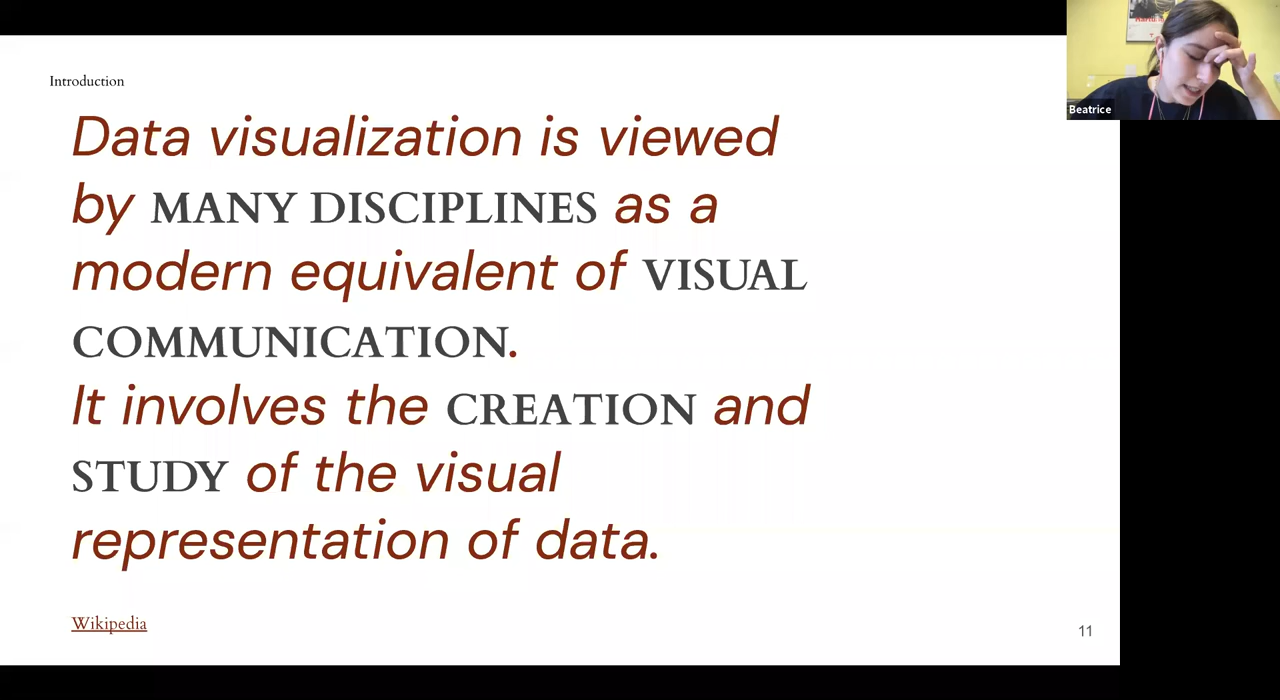 Introduction
Data visualization is viewed
by MANY DISCIPLINES as a
modern equivalent of VISUAL
COMMUNICATION.
It involves the CREATION and
STUDY of the visual
representation of data.
Wikipedia
11
Beatrice